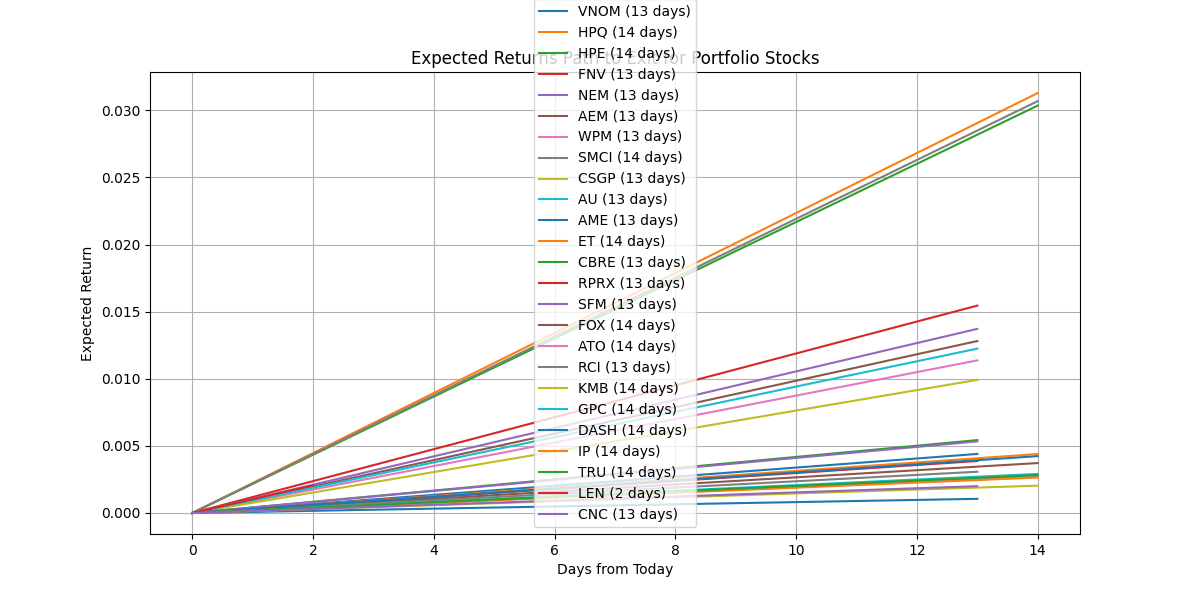 VNOM (13 days)
HPQ (14 days)
HPE (14 days)
Expected Returns Path to Exit for Portfolio Stocks
FNV (13 days)
NEM (13 days)
AEM (13 days)
WPM (13 days)
SMCI (14 days)
CSGP (13 days)
AU (13 days)
AME (13 days)
ET (14 days)
CBRE (13 days)
RPRX (13 days)
SFM (13 days)
FOX (14 days)
ATO (14 days)
RCI (13 days)
KMB (14 days)
GPC (14 days)
DASH (14 days)
IP (14 days)
TRU (14 days)
LEN (2 days)
CNC (13 days)
0.030
0.025
0.020
0.015
0.010
0.005
0.000
Expected Return
0 2 4 6 8 10 12 14
Days from Today